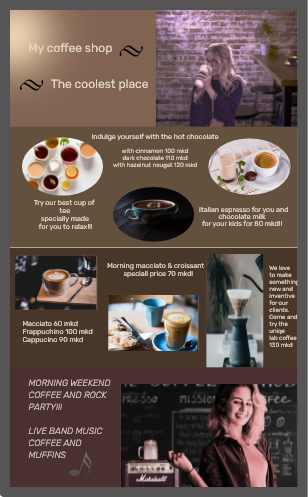 My coffee shop
The coolest place
Indulge yourself with the hot chocolate
with cinnamon 100 mkd
dark chocolate 110 mkd
with hazelnut nougat 120 mkd
Try our best cup of
tee
specially made
for you to relax!!!
Italian espresso for you and
chocolate milk
for your kids for 80 mkd!!
Morning macchiato & croissant
speciall price 70 mkd!
We love
to make
something
new and
inventive
for our
clients.
Come and
try the
unique
lab coffee
130 mkd
Macciato 60 mkd
Frappuchino 100 mkd
Cappucino 90 mkd
MORNING WEEKEND
COFFEE AND ROCK
PARTY!!!
LIVE BAND MUSIC
COFFEE AND
MUFFINS
Marshall